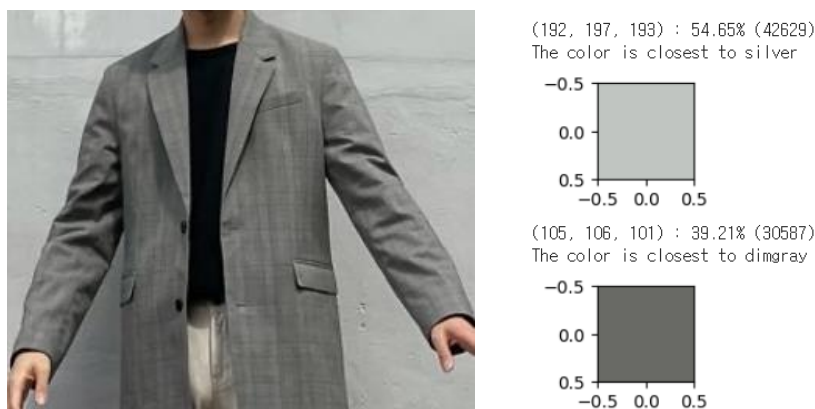 (192, 197, 193) : 54.65% (42629)
The color is closest to silver
−0.5
0.0
0.5
−0.5 0.0 0.5
(105, 106, 101) : 39.21% (30587)
The color is closest to dimgray
−0.5
0.0
0.5
−0.5 0.0 0.5